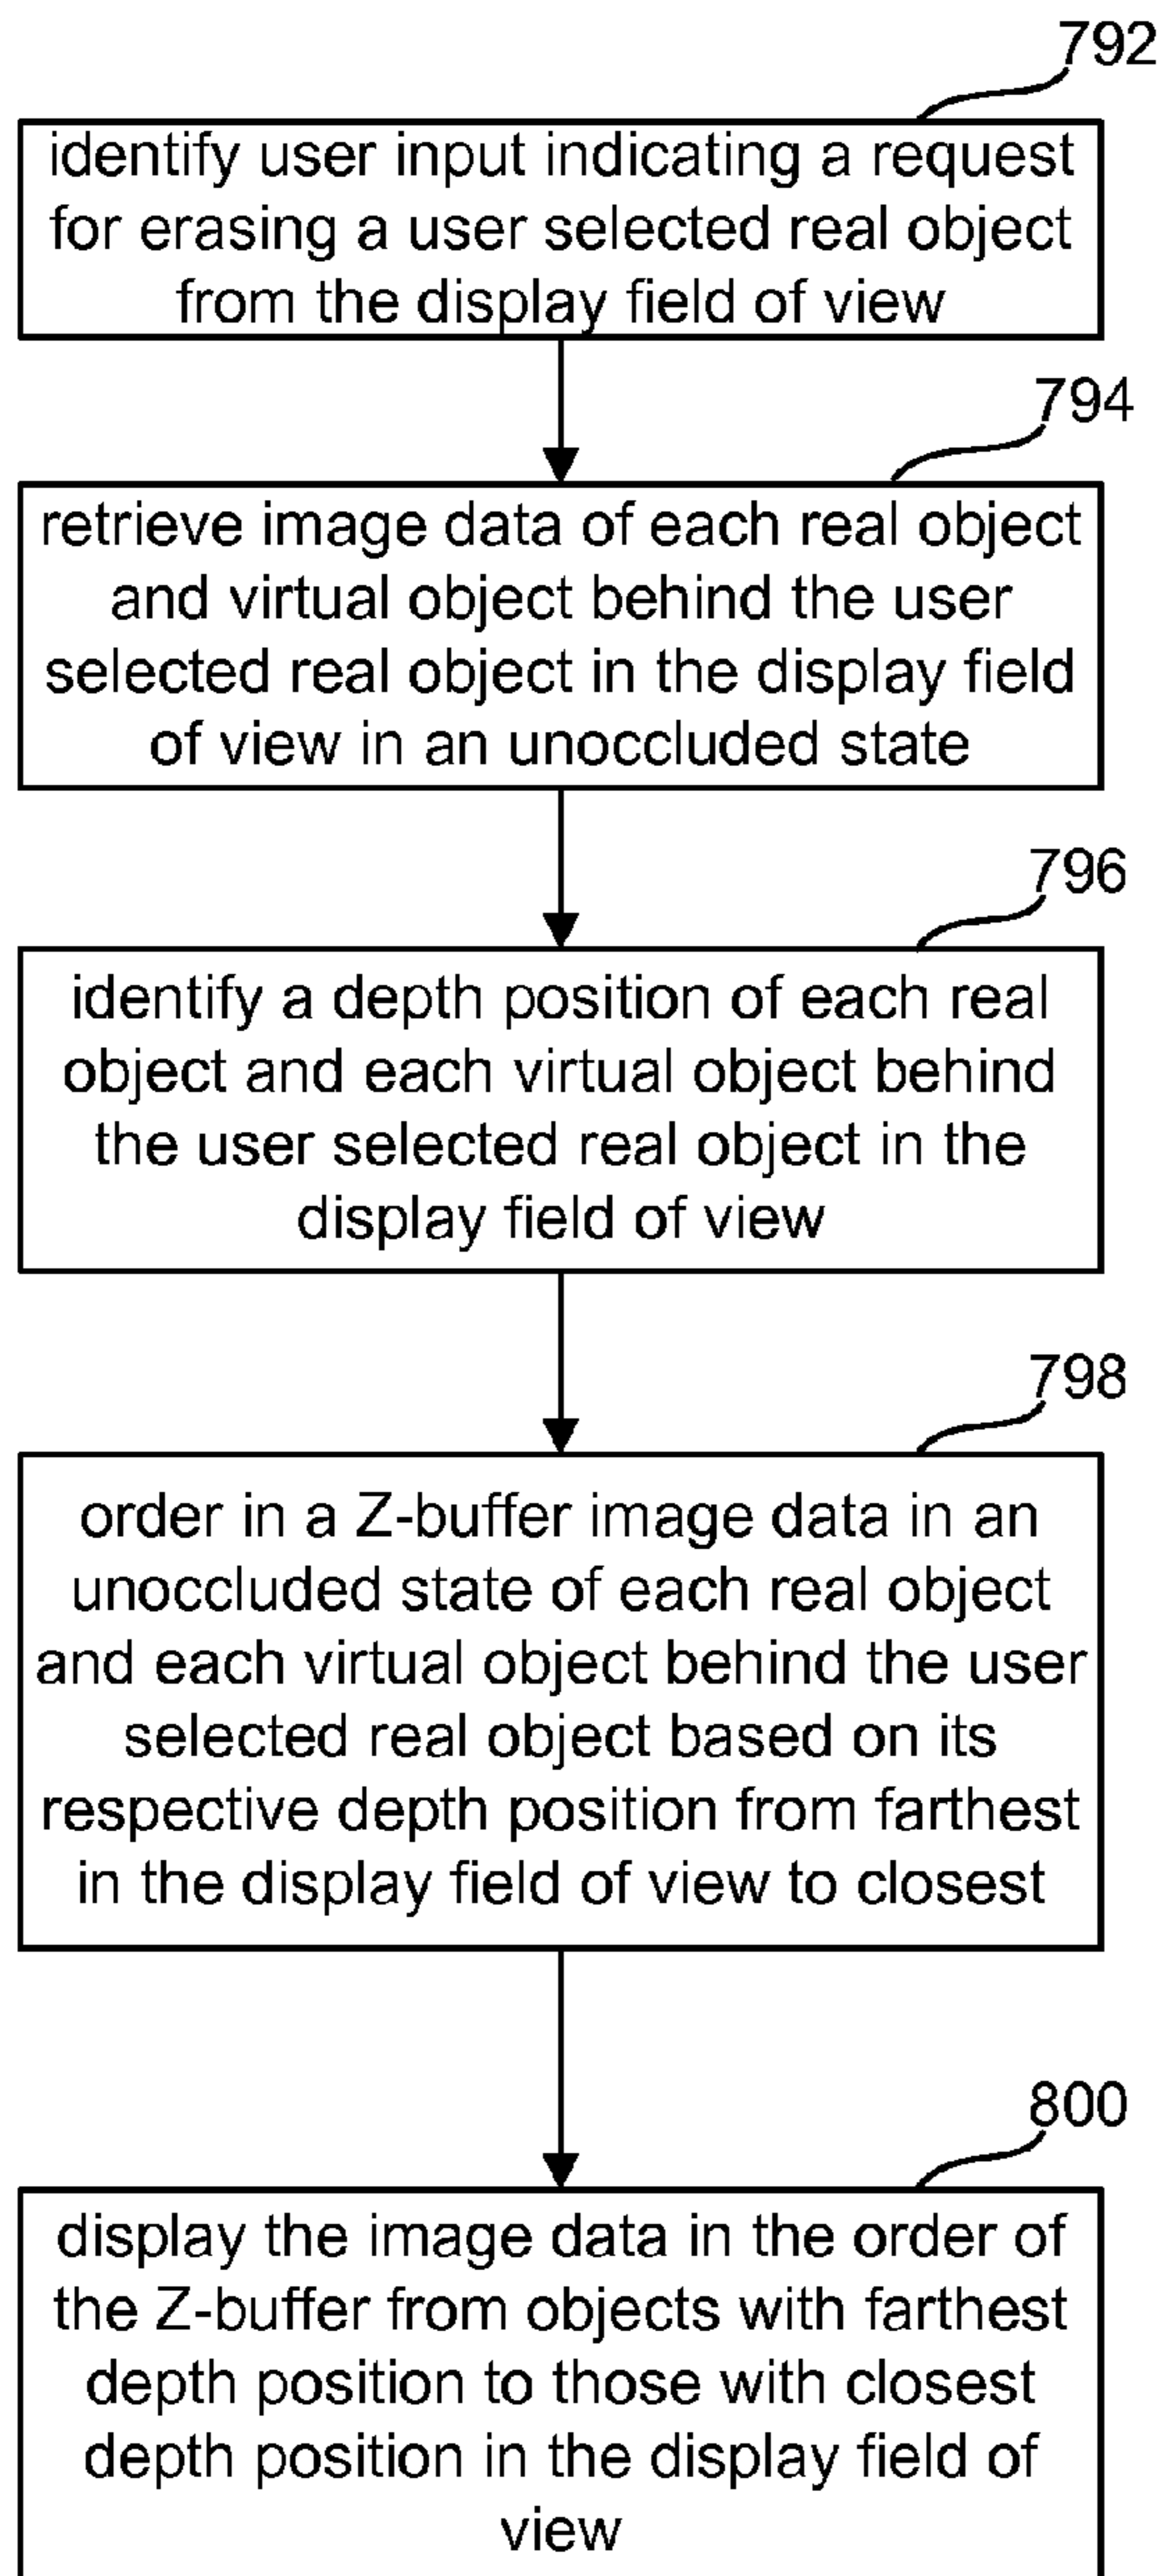 792
identify user input indicating a request
for erasing a user selected real object
from the display field of view
794
retrieve image data of each real object
and virtual object behind the user
selected real object in the display field
of view in an unoccluded state
796
identify a depth position of each real
object and each virtual object behind
the user selected real object in the
display field of view
798
order in a Z-buffer image data in an
unoccluded state of each real object
and each virtual object behind the user
selected real object based on its
respective depth position from farthest
in the display field of view to closest
800
display the image data in the order of
the Z-buffer from objects with farthest
depth position to those with closest
depth position in the display field of
view